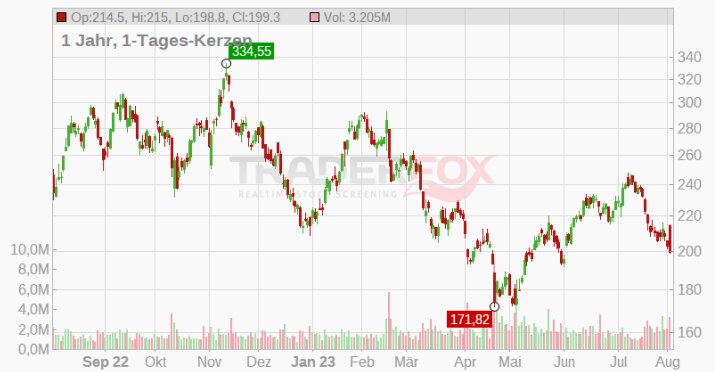 Op:214.5, Hi:215, Lo:198.8, Cl:199.3 Vol: 3.205M
1 Jahr, 1-Tages-Kerzen
334,55
340
320
300
280
TRADERFOX
260
REALTIME STOCK SCREENING
240
220
10,0M
200
8,0M
6,0M
180
4,0M
171,82
2,0M
160
0,0M
Sep 22 Okt Nov Dez Jan 23 Feb Mär Apr Mai Jun Jul Aug